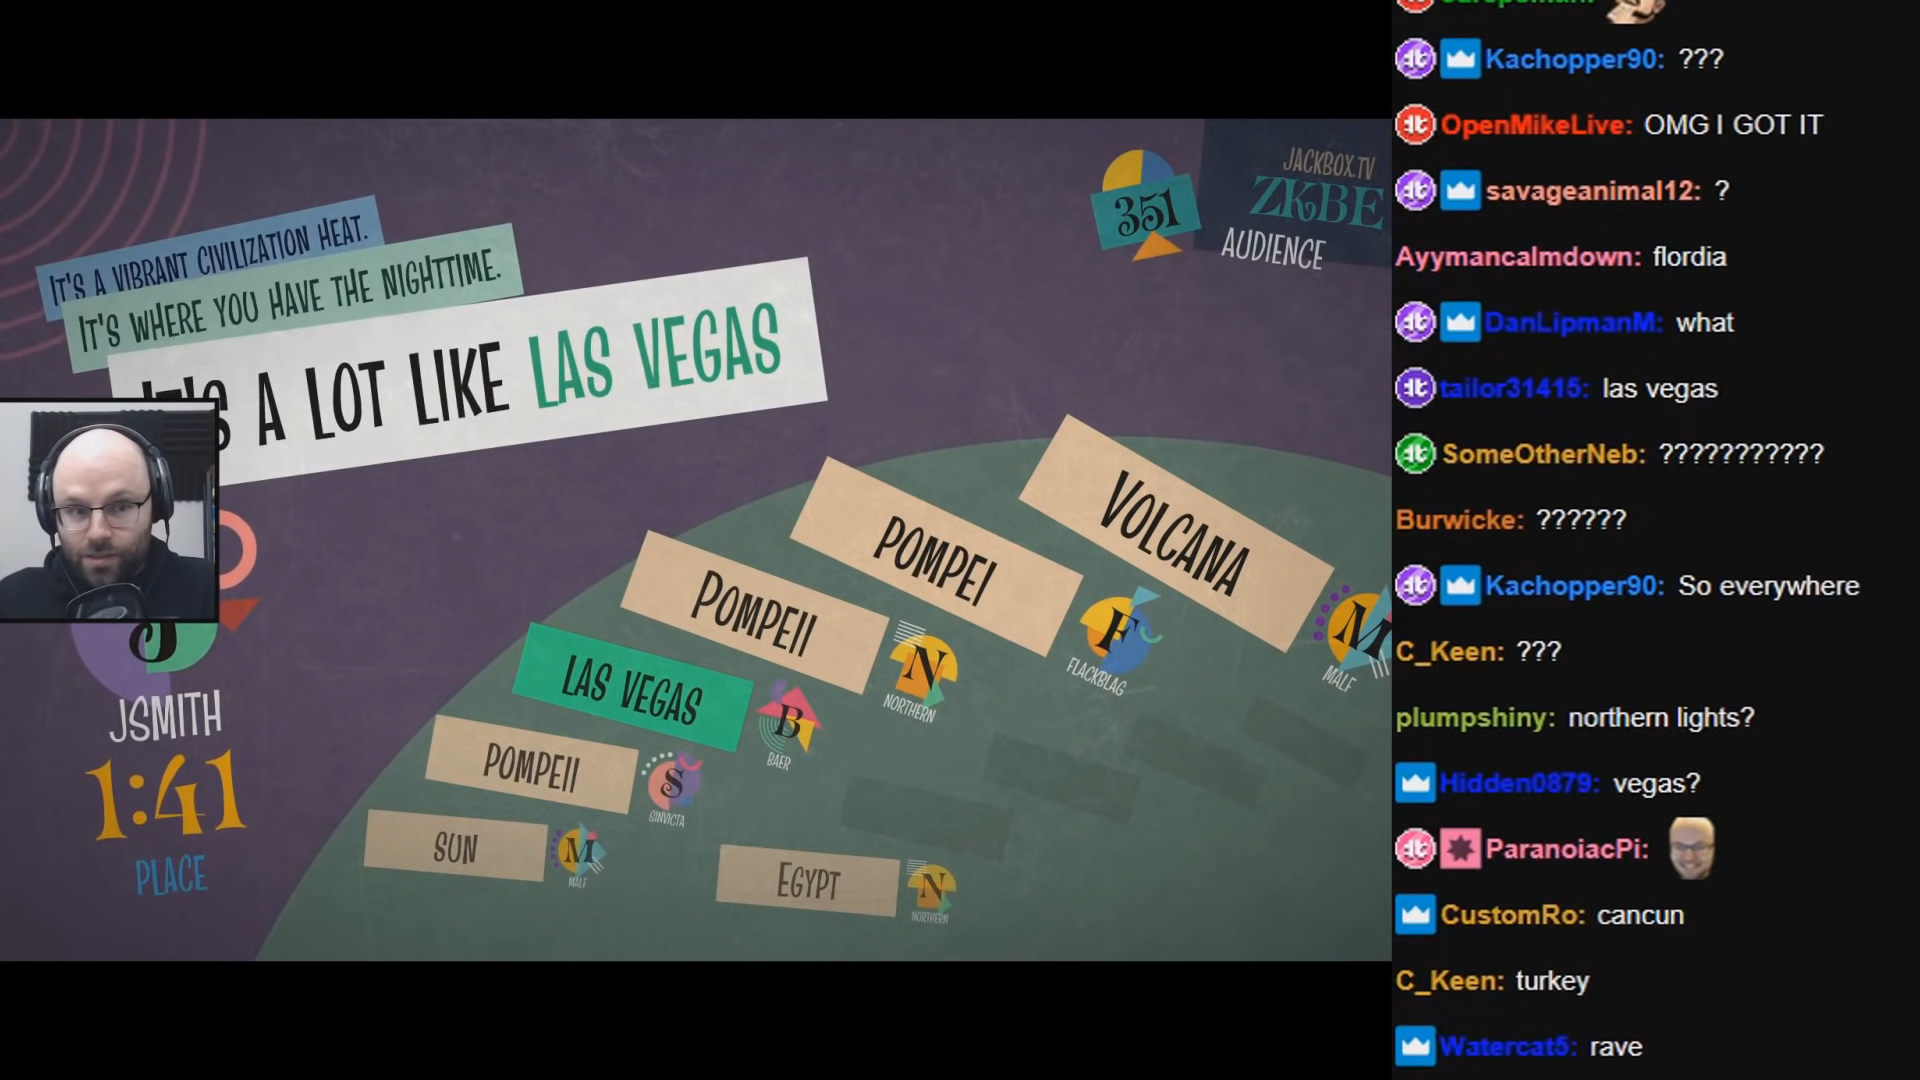 IT'S A VIBRANT CIVILIZATION HEAT.
IT'S WHERE YOU HAVE THE NIGHTTIME.
IT'S A LOT LIKE LAS VEGAS
351
JACKBOX.TV
ZKBE
AUDIENCE
VOLCANA
M
MALF
POMPEI
F
FLACKBLAG
POMPEII
N
NORTHERN
LAS VEGAS
B
BAER
POMPEII
S
SINVICTA
SUN
M
MALF
EGYPT
N
NORTHERN
J
JSMITH
1:41
PLACE
Kachopper90: ???
OpenMikeLive: OMG I GOT IT
savageanimal12: ?
Ayymancalmdown: flordia
DanLipmanM: what
tailor31415: las vegas
SomeOtherNeb: ???????????
Burwicke: ??????
Kachopper90: So everywhere
C_Keen: ???
plumpshiny: northern lights?
Hidden0879: vegas?
ParanoiacPi:
CustomRo: cancun
C_Keen: turkey
Watercat5: rave